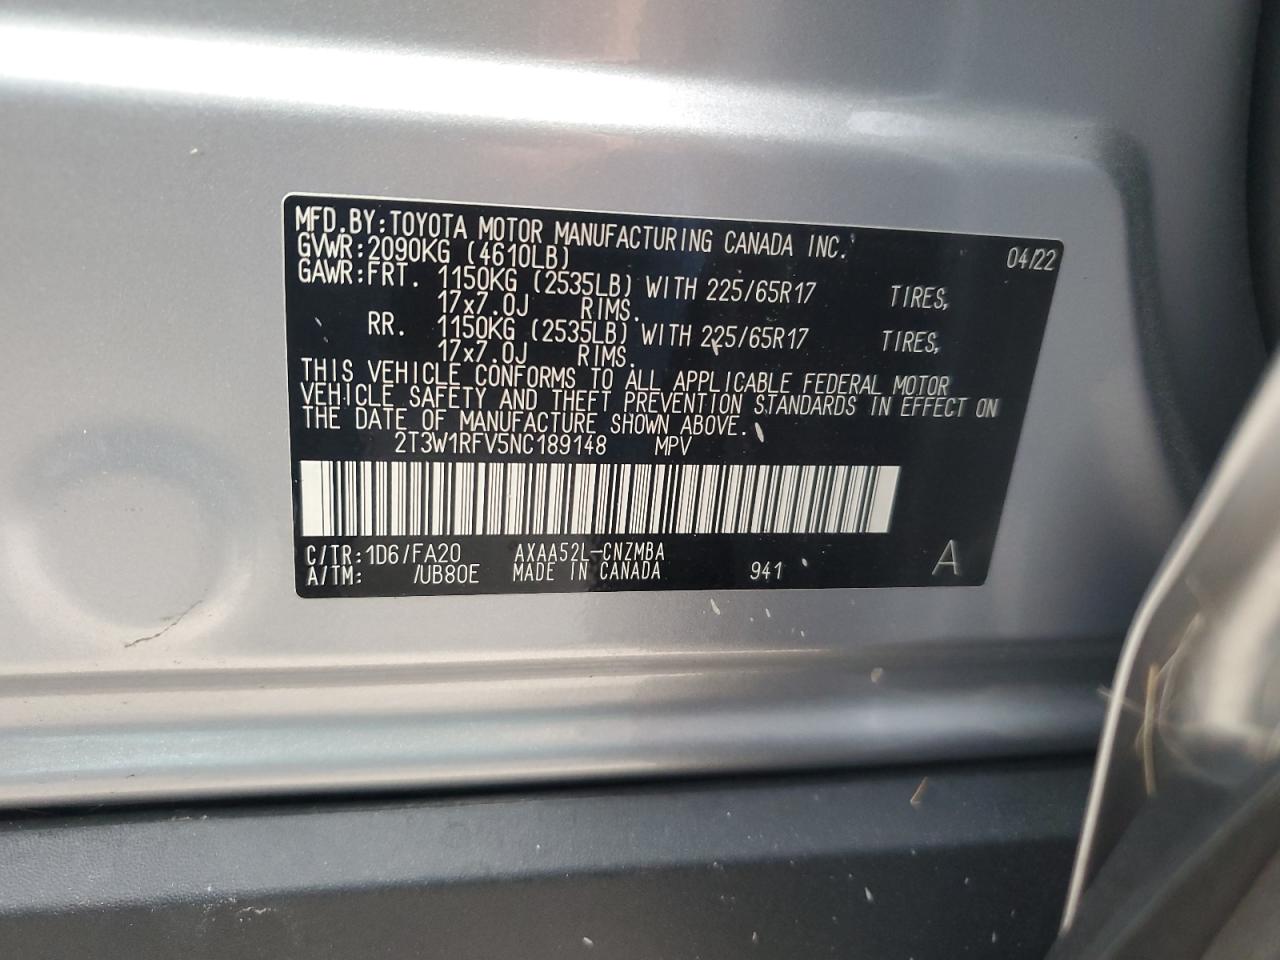 MFD.BY:TOYOTA MOTOR MANUFACTURING CANADA INC. 04/22
GVWR:2090KG (4610LB)
GAWR:FRT. 1150KG (2535LB) WITH 225/65R17 TIRES,
17x7.0J RIMS.
RR. 1150KG (2535LB) WITH 225/65R17 TIRES,
17x7.0J RIMS.
THIS VEHICLE CONFORMS TO ALL APPLICABLE FEDERAL MOTOR
VEHICLE SAFETY AND THEFT PREVENTION STANDARDS IN EFFECT ON
THE DATE OF MANUFACTURE SHOWN ABOVE.
2T3W1RFV5NC189148 MPV
C/TR:1D6/FA20 AXAA52L-CNZMBA
A/TM: /UB80E MADE IN CANADA 941 A